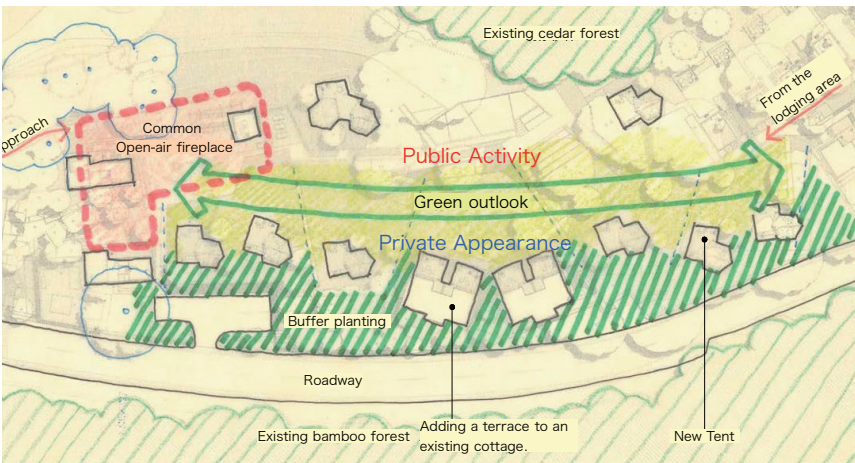 Existing cedar forest
From the
lodging area
pproach
Common
Open-air fireplace
Public Activity
Green outlook
Private Appearance
Buffer planting
Roadway
Existing bamboo forest
Adding a terrace to an
existing cottage.
New Tent